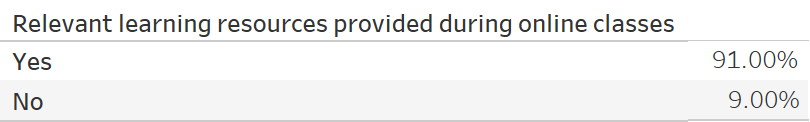 Relevant learning resources provided during online classes
Yes 91.00%
No 9.00%